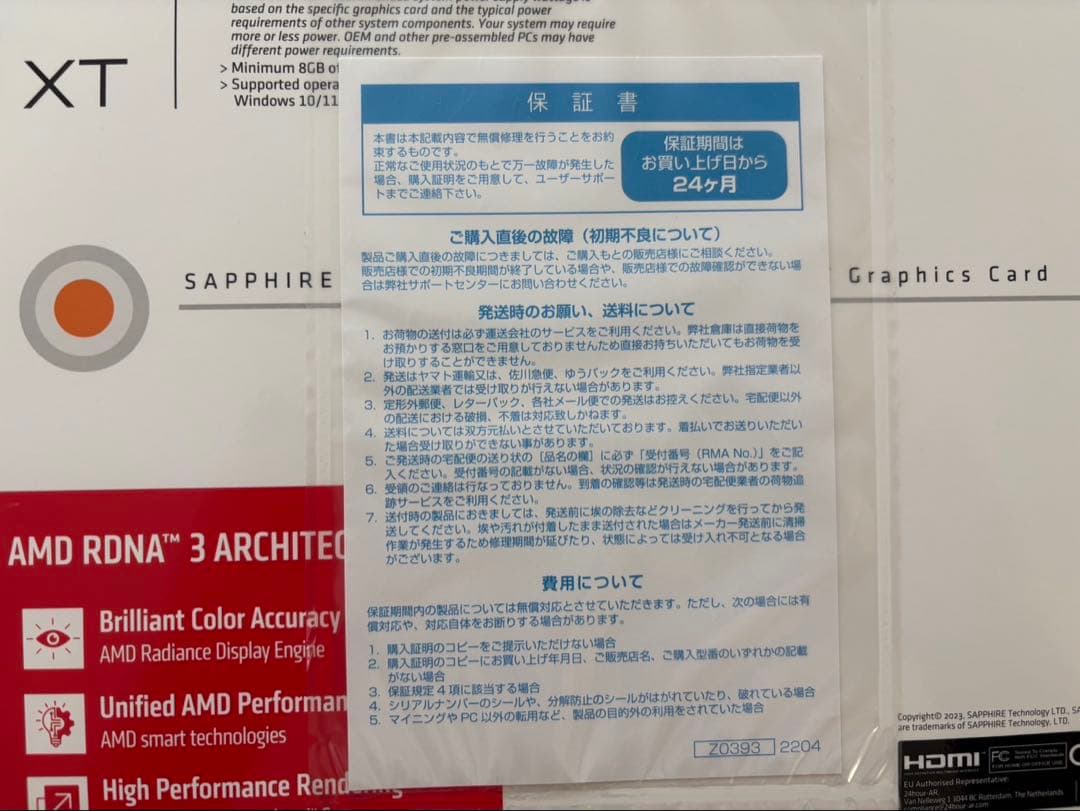 based on the specific graphics card and the typical power
requirements of other system components. Your system may require
more or less power. OEM and other pre-assembled PCs may have
different power requirements.
> Minimum 8GB of
> Supported opera
Windows 10/11
XT
保証書
本書は本記載内容で無償修理を行うことをお約
束するものです。
正常なご使用状況のもとで万一故障が発生した
場合、購入証明をご用意して、ユーザーサポー
トまでご連絡下さい。
保証期間は
お買い上げ日から
24ヶ月
ご購入直後の故障（初期不良について）
製品ご購入直後の故障につきましては、ご購入もとの販売店様にご相談ください。
販売店様での初期不良期間が終了している場合や、販売店様での故障確認ができない場
合は弊社サポートセンターにお問い合わせください。
SAPPHIRE
Graphics Card
発送時のお願い、送料について
1. お荷物の送付は必ず運送会社のサービスをご利用ください。弊社倉庫は直接荷物を
お預かりする窓口をご用意しておりませんため直接お持ちいただいてもお荷物を受
け取りすることができません。
2. 発送はヤマト運輸又は、佐川急便、ゆうパックをご利用ください。弊社指定業者以
外の配送業者では受け取りが行えない場合があります。
3. 定形外郵便、レターパック、各社メール便での発送はお控えください。宅配便以外
の配送における破損、不着は対応致しかねます。
4. 送料については双方元払いとさせていただいております。着払いでお送りいただい
た場合受け取りができない事があります。
5. ご発送時の宅配便の送り状の［品名の欄］に必ず「受付番号（RMA No.）」をご記
入ください。受付番号の記載がない場合、状況の確認が行えない場合があります。
6. 受領のご連絡は行なっておりません。到着の確認等は発送時の宅配便業者の荷物追
跡サービスをご利用ください。
7. 送付時の製品におきましては、発送前に埃の除去などクリーニングを行ってから発
送してください。埃や汚れが付着したまま送付された場合はメーカー発送前に清掃
作業が発生するため修理期間が延びたり、状態によっては受け入れ不可となる場合
がございます。
費用について
保証期間内の製品については無償対応とさせていただきます。ただし、次の場合には有
償対応や、対応自体をお断りする場合があります。
1. 購入証明のコピーをご提示いただけない場合
2. 購入証明のコピーにお買い上げ年月日、ご販売店名、ご購入型番のいずれかの記載
がない場合
3. 保証規定4項に該当する場合
4. シリアルナンバーのシールや、分解防止のシールがはがれていたり、破れている場合
5. マイニングやPC以外の転用など、製品の目的外の利用をされていた場合
Z0393 2204
AMD RDNA™ 3 ARCHITEC
Brilliant Color Accuracy
AMD Radiance Display Engine
Unified AMD Performan
AMD smart technologies
High Performance Rendering
Copyright© 2023, SAPPHIRE Technology LTD., SA
are trademarks of SAPPHIRE Technology LTD.
HDMI
FC
Tested To Comply
With FCC Standards
FOR HOME OR OFFICE USE
EU Authorised Representative:
24hour-AR,
Van Nelleweg 1 3044 BC Rotterdam, The Netherlands